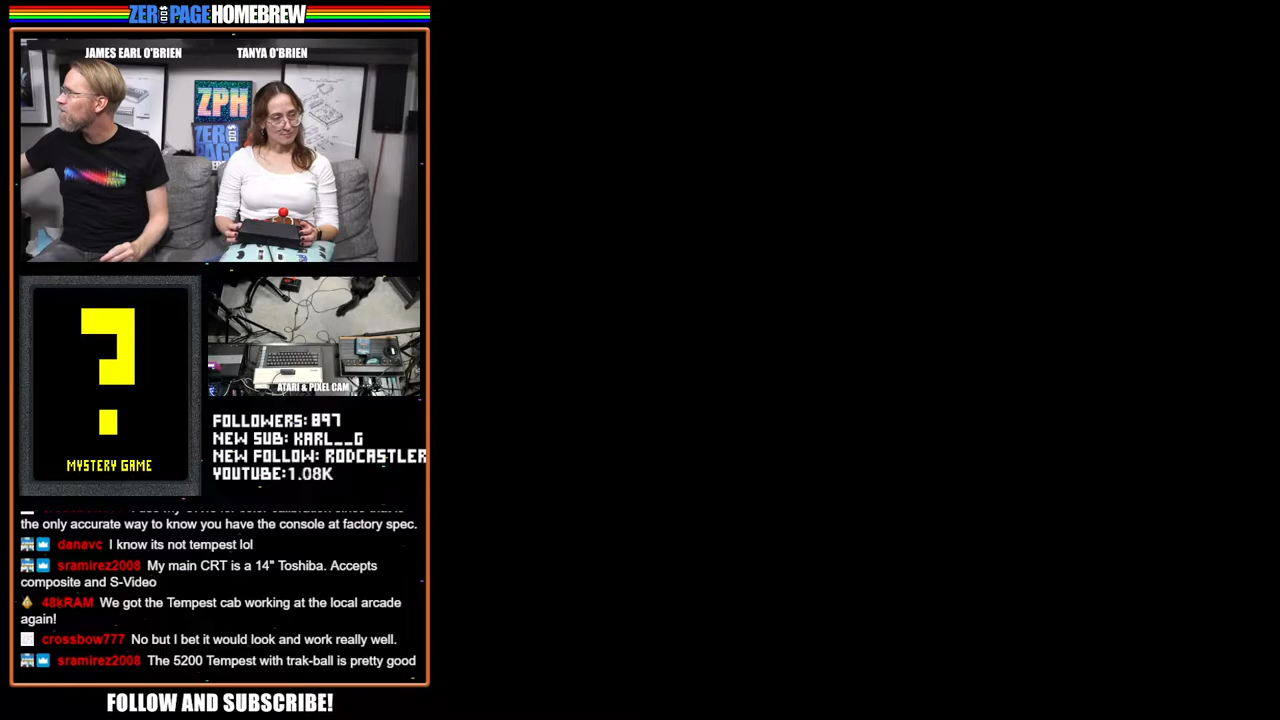 ZEROPAGE HOMEBREW
JAMES EARL O'BRIEN TANYA O'BRIEN
ZPH
ZERO
PAGE
MYSTERY GAME
ATARI & PIXEL CAM
FOLLOWERS: 897
NEW SUB: KARL__G
NEW FOLLOW: RODCASTLER
YOUTUBE:1.08K
the only accurate way to know you have the console at factory spec.
danavc I know its not tempest lol
sramirez2008 My main CRT is a 14" Toshiba. Accepts
composite and S-Video
48kRAM We got the Tempest cab working at the local arcade
again!
crossbow777 No but I bet it would look and work really well.
sramirez2008 The 5200 Tempest with trak-ball is pretty good
FOLLOW AND SUBSCRIBE!